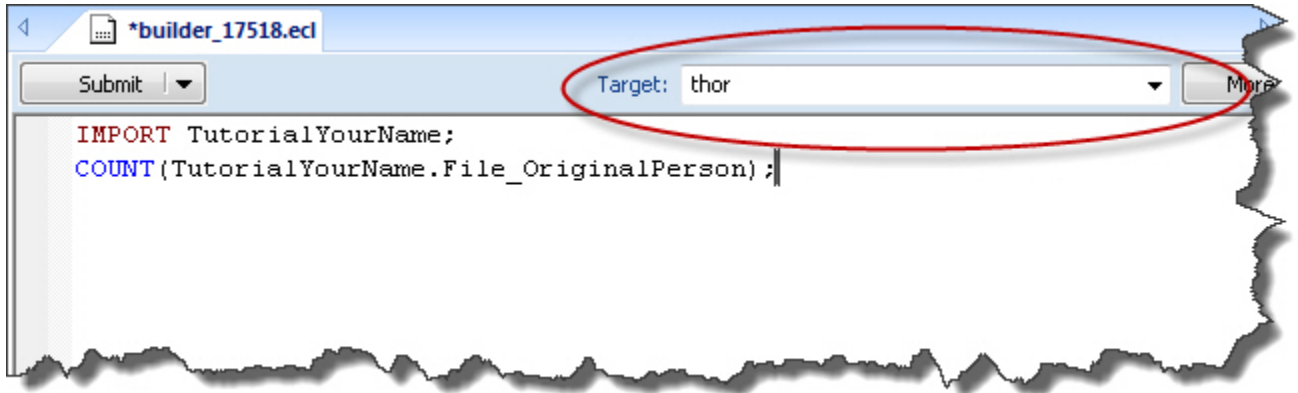 *builder_17518.ecl
Submit Target: thor More
IMPORT TutorialYourName;
COUNT(TutorialYourName.File_OriginalPerson);